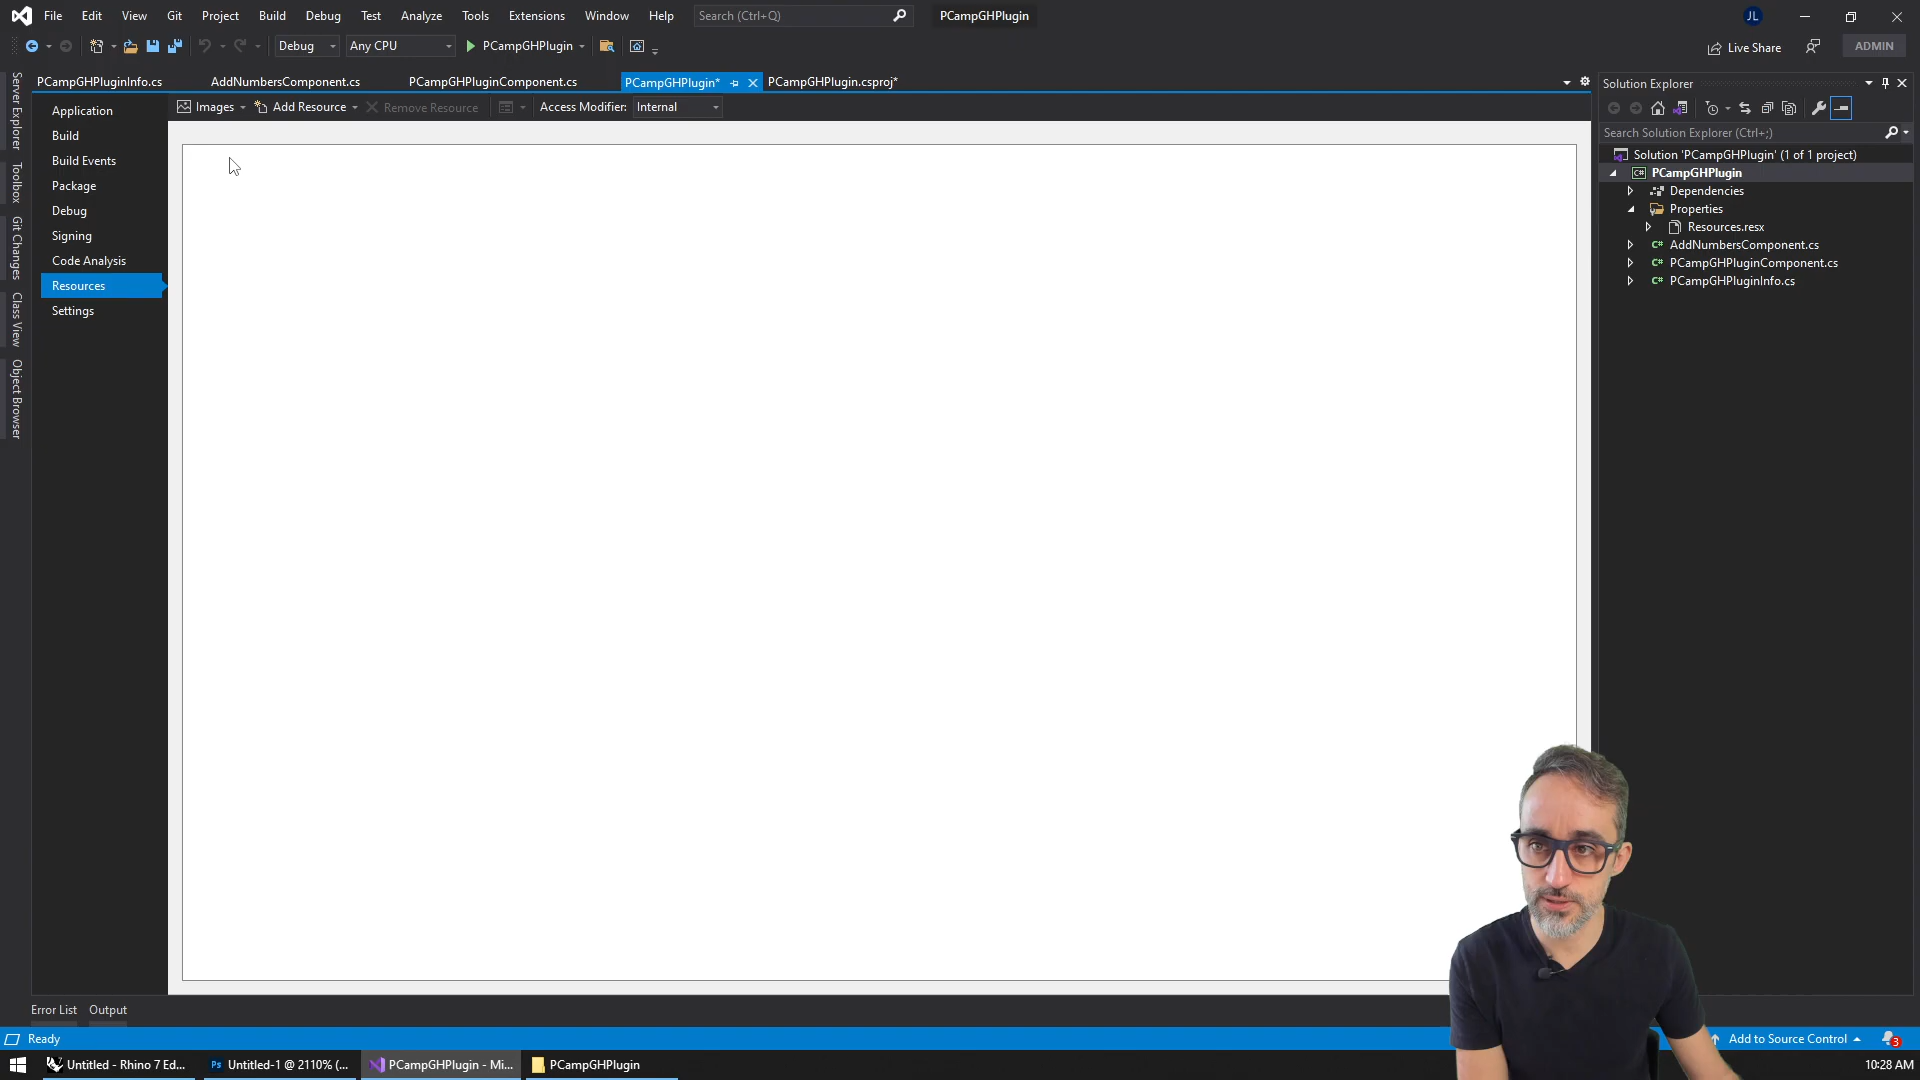 File Edit View Git Project Build Debug Test Analyze Tools Extensions Window Help Search (Ctrl+Q) PCampGHPlugin JL
Debug Any CPU PCampGHPlugin Live Share ADMIN
PCampGHPluginInfo.cs AddNumbersComponent.cs PCampGHPluginComponent.cs PCampGHPlugin* PCampGHPlugin.csproj*
Images Add Resource Remove Resource Access Modifier: Internal
Server Explorer
Toolbox
Git Changes
Class View
Object Browser
Application
Build
Build Events
Package
Debug
Signing
Code Analysis
Resources
Settings
Solution Explorer
Search Solution Explorer (Ctrl+;)
Solution 'PCampGHPlugin' (1 of 1 project)
C# PCampGHPlugin
Dependencies
Properties
Resources.resx
C# AddNumbersComponent.cs
C# PCampGHPluginComponent.cs
C# PCampGHPluginInfo.cs
Error List Output
Ready Add to Source Control 3
Untitled - Rhino 7 Ed... Ps Untitled-1 @ 2110% (... PCampGHPlugin - Mi... PCampGHPlugin 10:28 AM